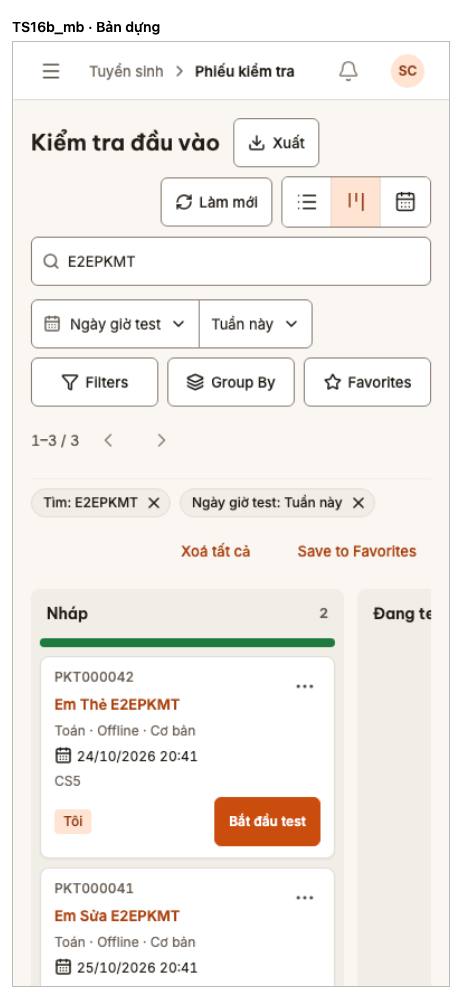 TS16b_mb · Bản dựng
Tuyển sinh > Phiếu kiểm tra
SC
Kiểm tra đầu vào
Xuất
Làm mới
E2EPKMT
Ngày giờ test
Tuần này
Filters
Group By
Favorites
1–3 / 3
Tìm: E2EPKMT
Ngày giờ test: Tuần này
Xoá tất cả
Save to Favorites
Nháp 2
Đang te
PKT000042
Em Thẻ E2EPKMT
Toán · Offline · Cơ bản
24/10/2026 20:41
CS5
Tôi
Bắt đầu test
PKT000041
Em Sửa E2EPKMT
Toán · Offline · Cơ bản
25/10/2026 20:41